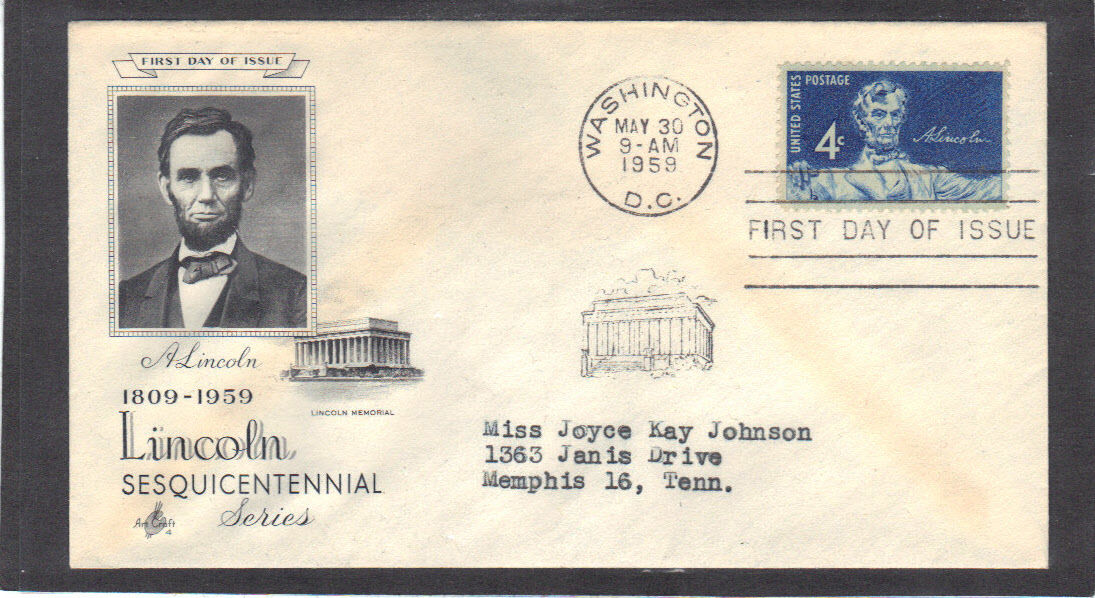 FIRST DAY OF ISSUE
A Lincoln
1809-1959
LINCOLN MEMORIAL
Lincoln
SESQUICENTENNIAL
Series
Art Craft
4
WASHINGTON
MAY 30
9-AM
1959
D.C.
UNITED STATES POSTAGE
4c
A. Lincoln
FIRST DAY OF ISSUE
Miss Joyce Kay Johnson
1363 Janis Drive
Memphis 16, Tenn.